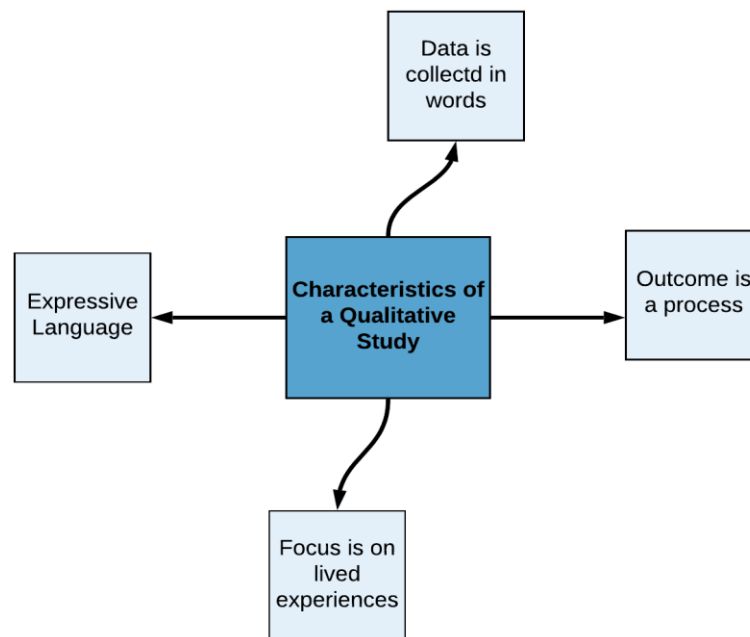 Data is
collectd in
words
Expressive
Language
Characteristics of
a Qualitative
Study
Outcome is
a process
Focus is on
lived
experiences